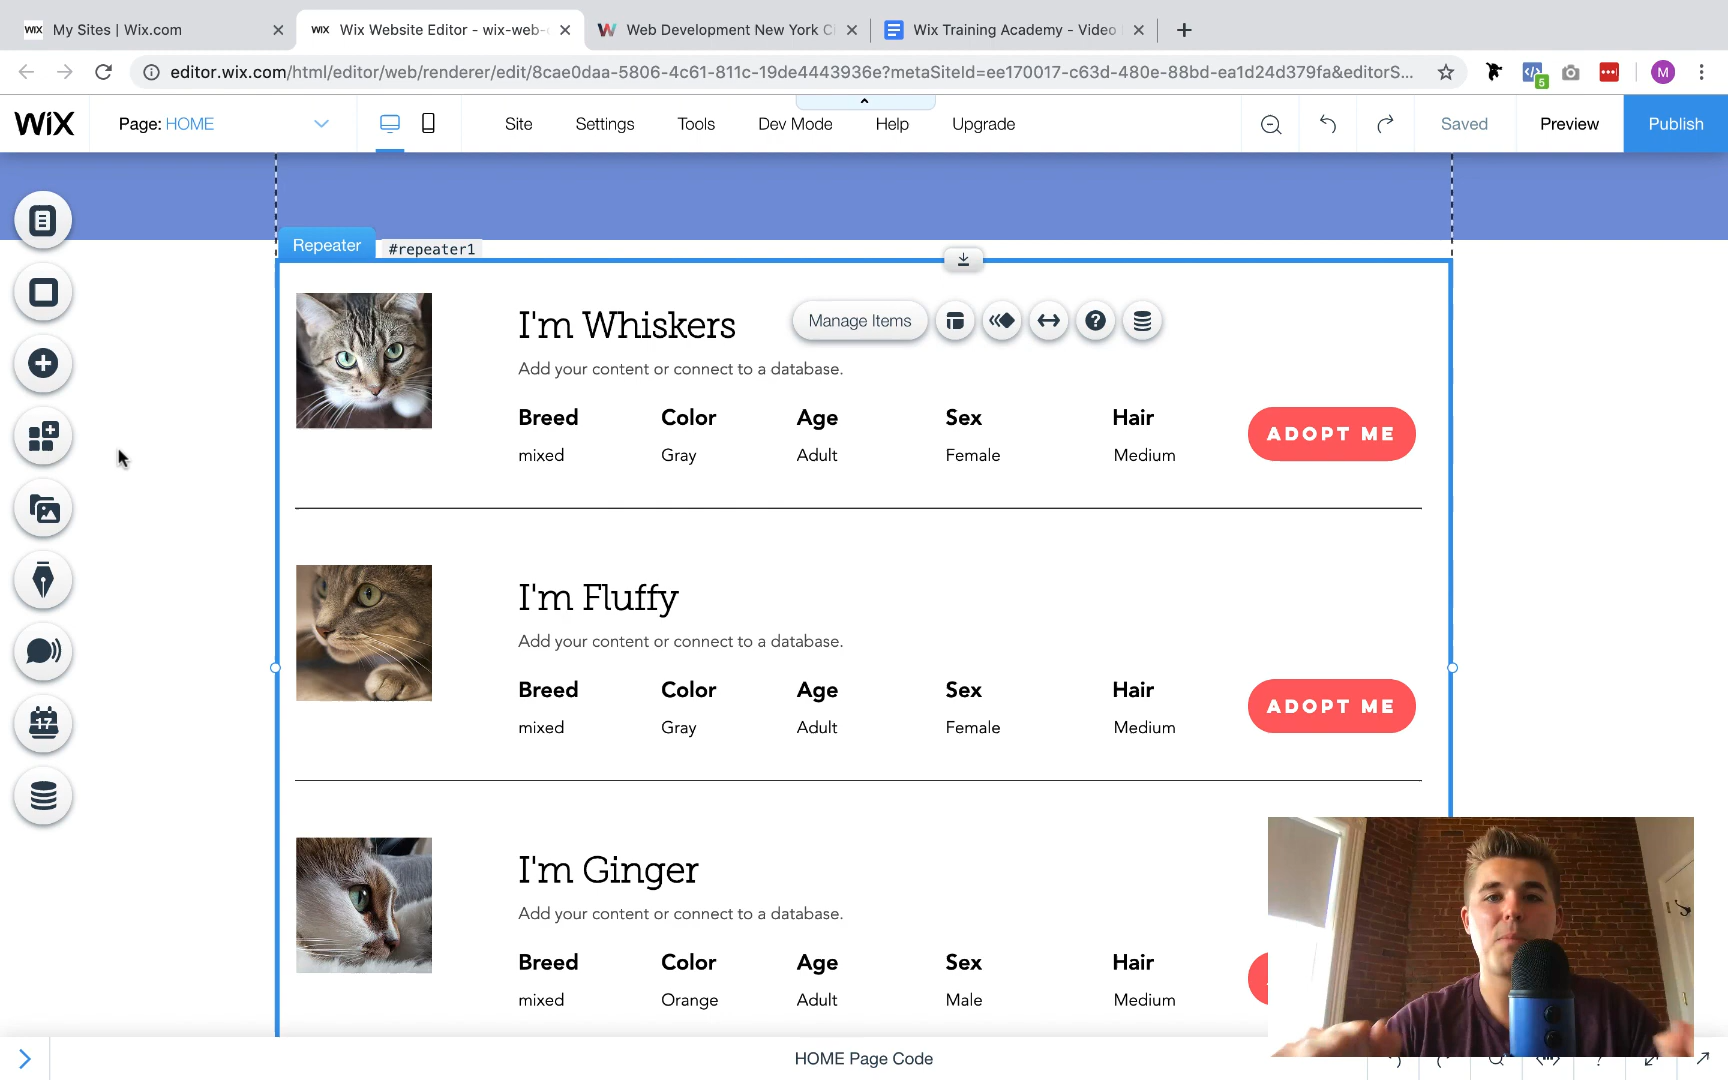 WIX My Sites | Wix.com
WIX Wix Website Editor - wix-web-
Web Development New York C
Wix Training Academy - Video
editor.wix.com/html/editor/web/renderer/edit/8cae0daa-5806-4c61-811c-19de4443936e?metaSiteId=ee170017-c63d-480e-88bd-ea1d24d379fa&editorS...
5
M
WiX
Page: HOME
Site Settings Tools Dev Mode Help Upgrade
Saved Preview Publish
Repeater #repeater1
I'm Whiskers
Manage Items
?
Add your content or connect to a database.
Breed Color Age Sex Hair
mixed Gray Adult Female Medium
ADOPT ME
I'm Fluffy
Add your content or connect to a database.
Breed Color Age Sex Hair
mixed Gray Adult Female Medium
ADOPT ME
17
I'm Ginger
Add your content or connect to a database.
Breed Color Age Sex Hair
mixed Orange Adult Male Medium
HOME Page Code